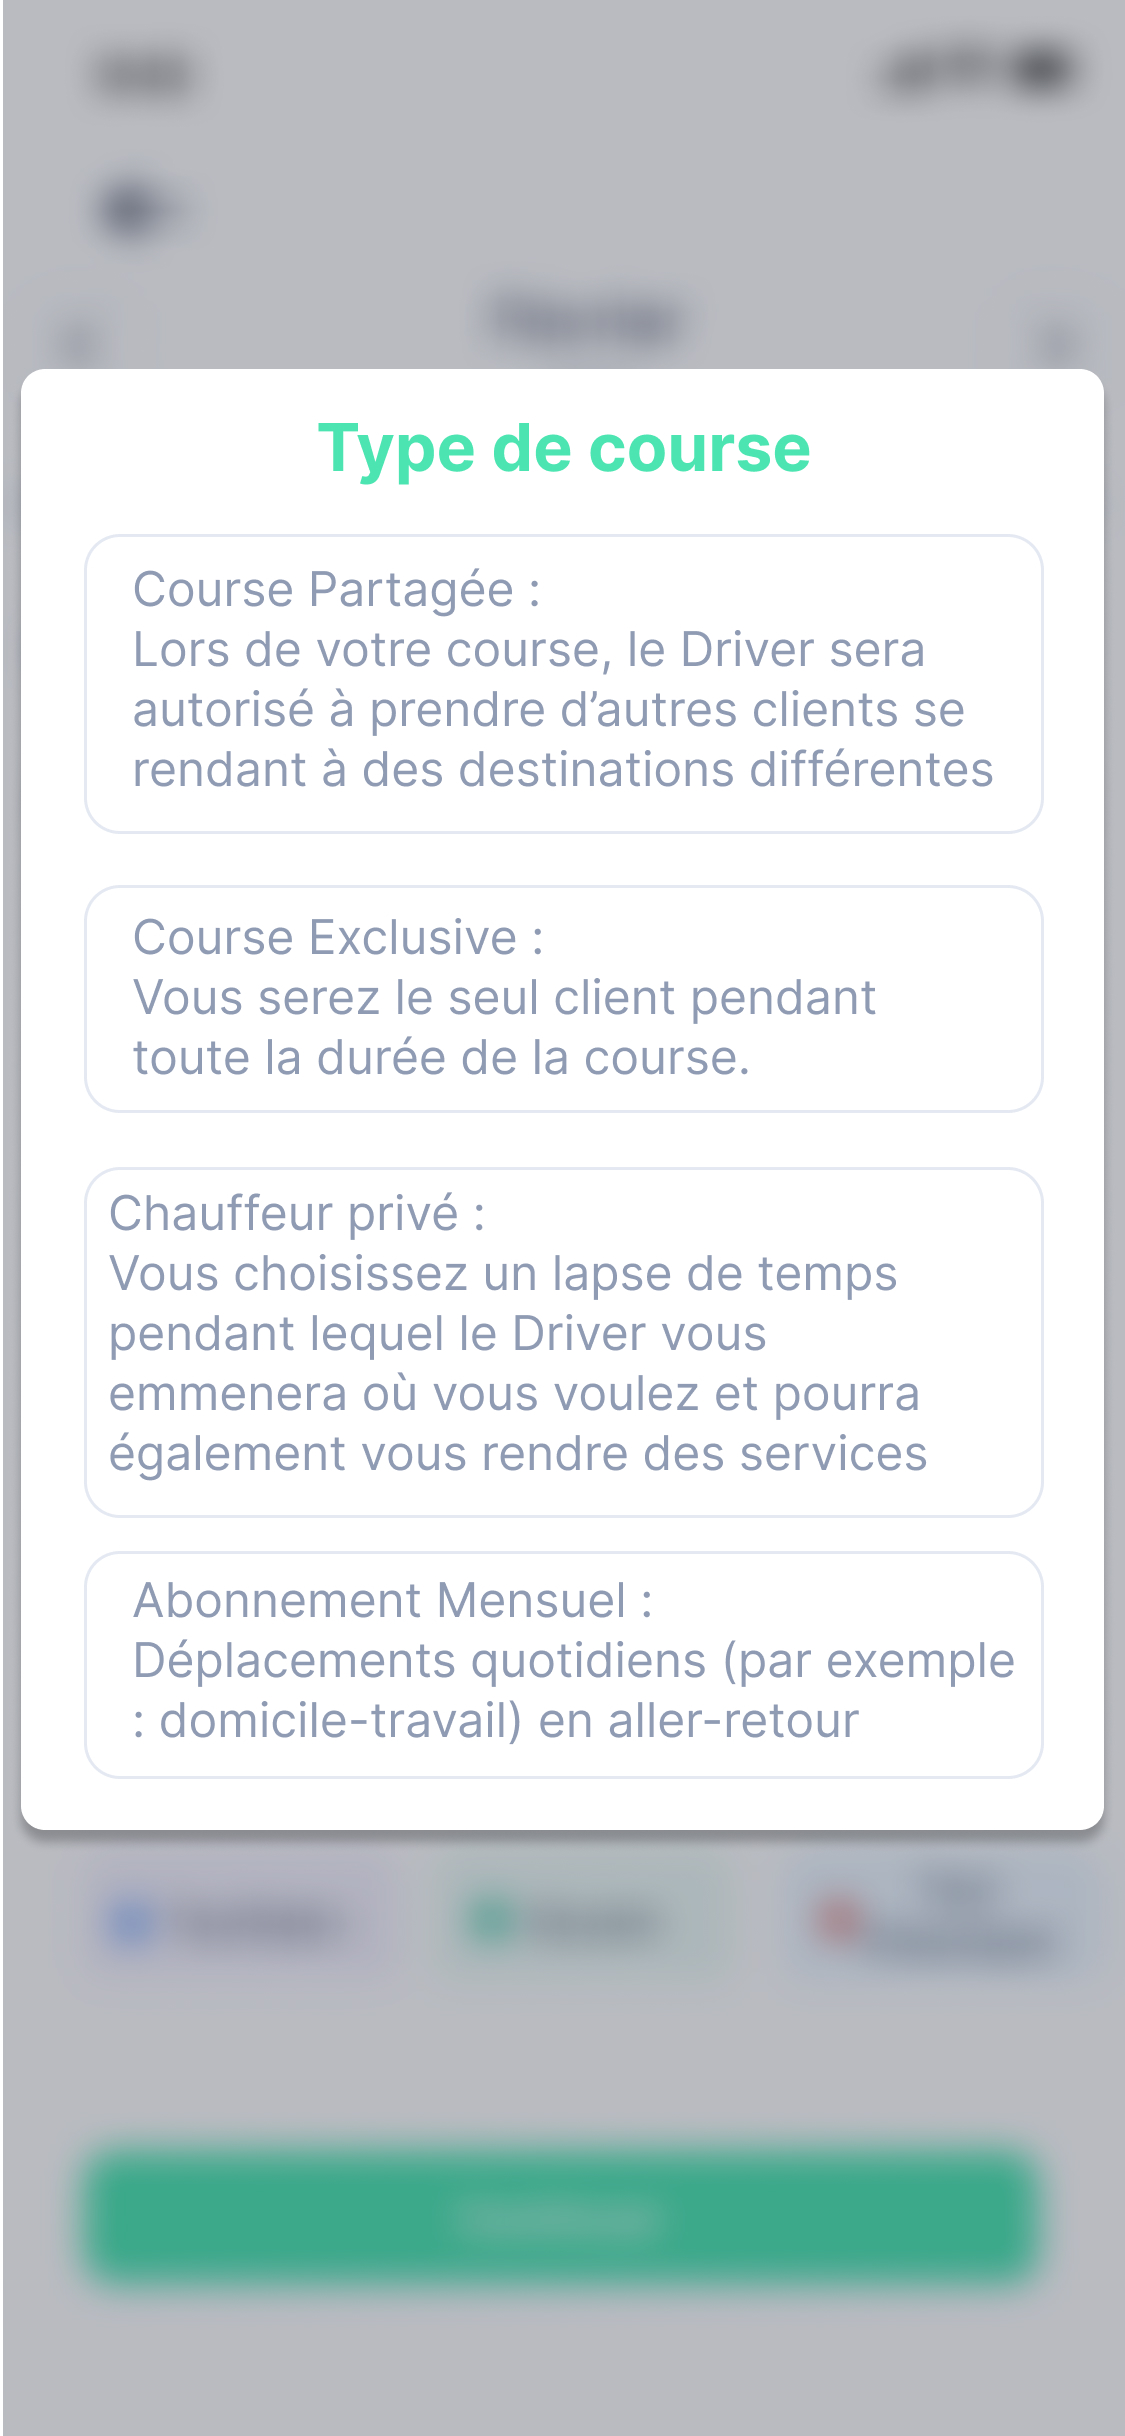 Type de course
Course Partagée :
Lors de votre course, le Driver sera
autorisé à prendre d’autres clients se
rendant à des destinations différentes
Course Exclusive :
Vous serez le seul client pendant
toute la durée de la course.
Chauffeur privé :
Vous choisissez un lapse de temps
pendant lequel le Driver vous
emmenera où vous voulez et pourra
également vous rendre des services
Abonnement Mensuel :
Déplacements quotidiens (par exemple
: domicile-travail) en aller-retour